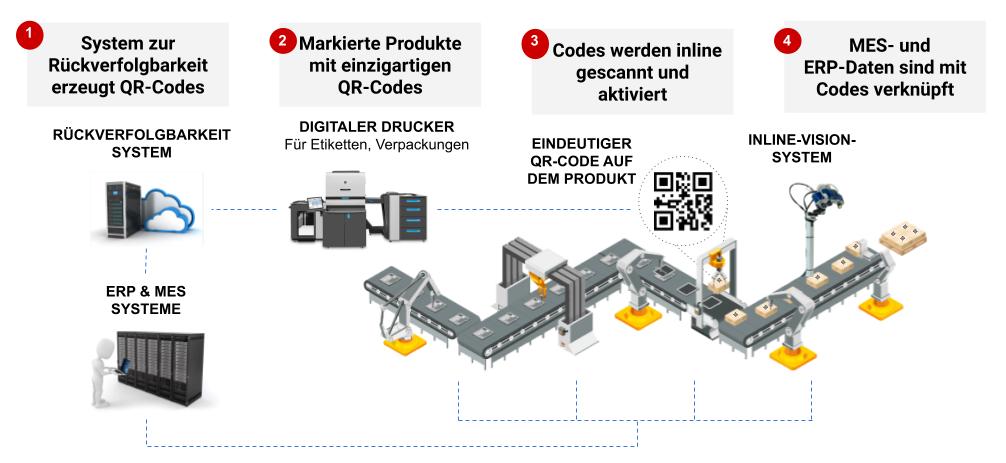 1
System zur
Rückverfolgbarkeit
erzeugt QR-Codes
2
Markierte Produkte
mit einzigartigen
QR-Codes
3
Codes werden inline
gescannt und
aktiviert
4
MES- und
ERP-Daten sind mit
Codes verknüpft
RÜCKVERFOLGBARKEIT
SYSTEM
DIGITALER DRUCKER
Für Etiketten, Verpackungen
EINDEUTIGER
QR-CODE AUF
DEM PRODUKT
INLINE-VISION-
SYSTEM
ERP & MES
SYSTEME